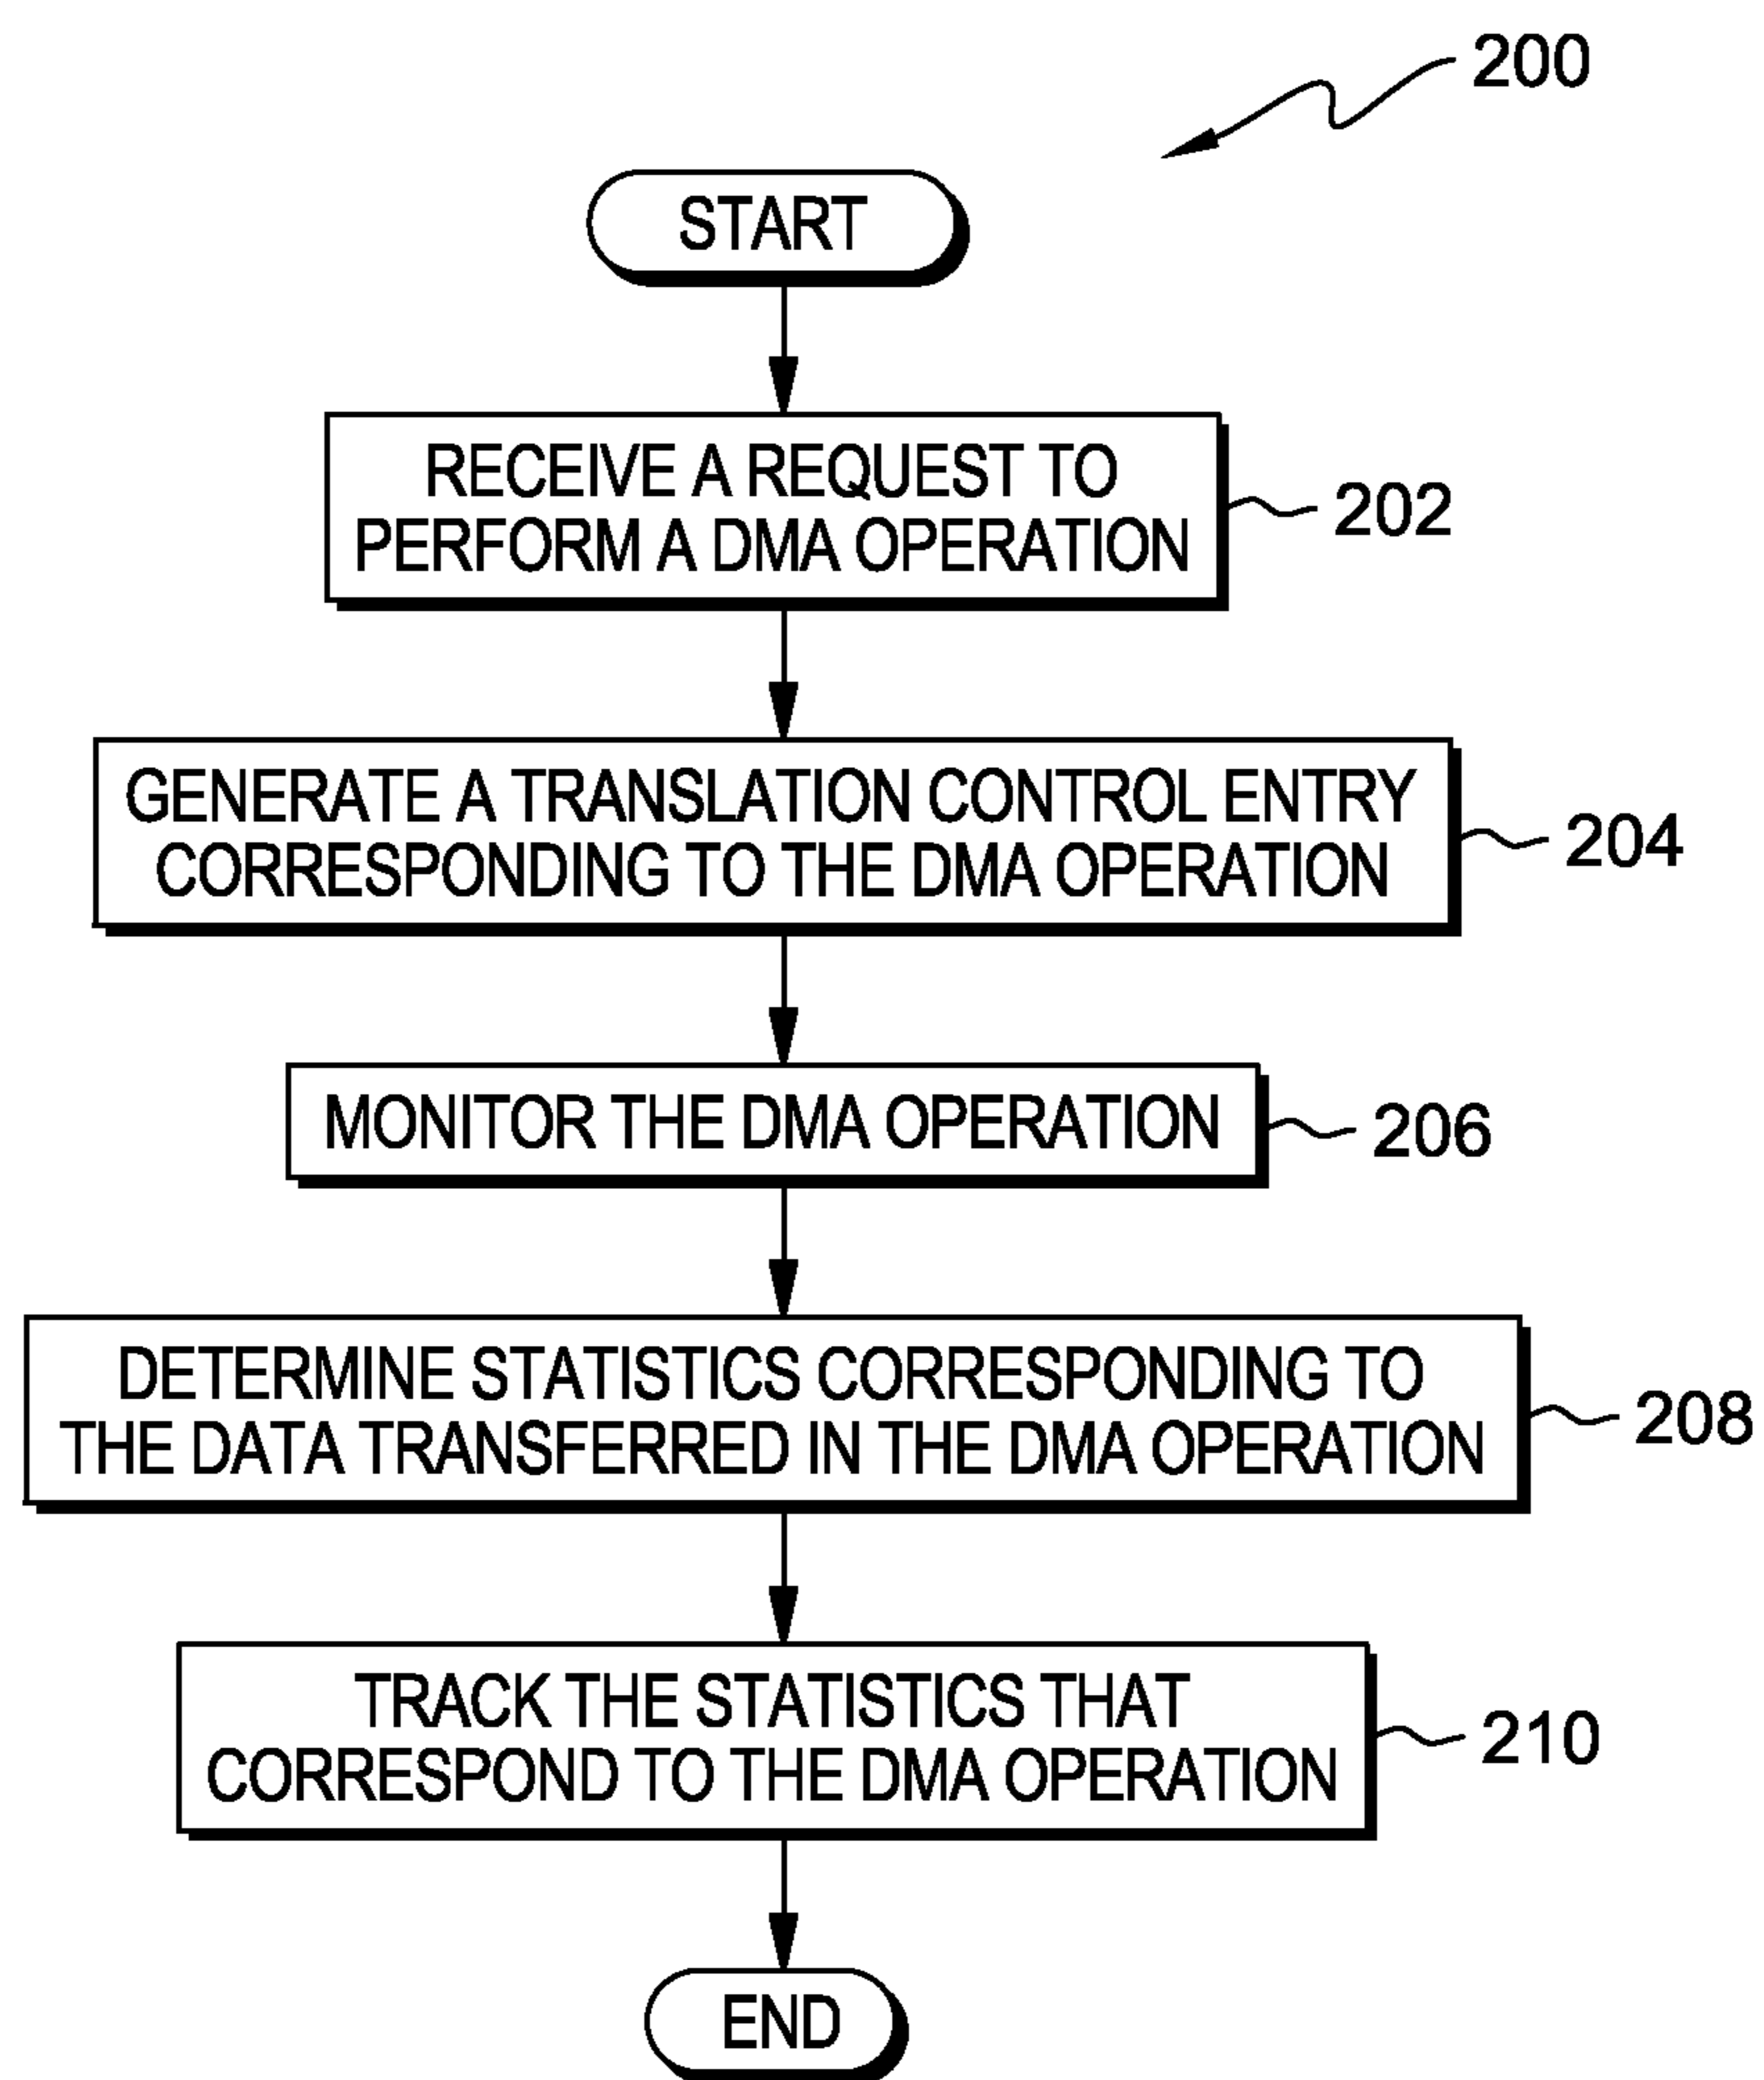 200
START
RECEIVE A REQUEST TO
PERFORM A DMA OPERATION
202
GENERATE A TRANSLATION CONTROL ENTRY
CORRESPONDING TO THE DMA OPERATION
204
MONITOR THE DMA OPERATION
206
DETERMINE STATISTICS CORRESPONDING TO
THE DATA TRANSFERRED IN THE DMA OPERATION
208
TRACK THE STATISTICS THAT
CORRESPOND TO THE DMA OPERATION
210
END